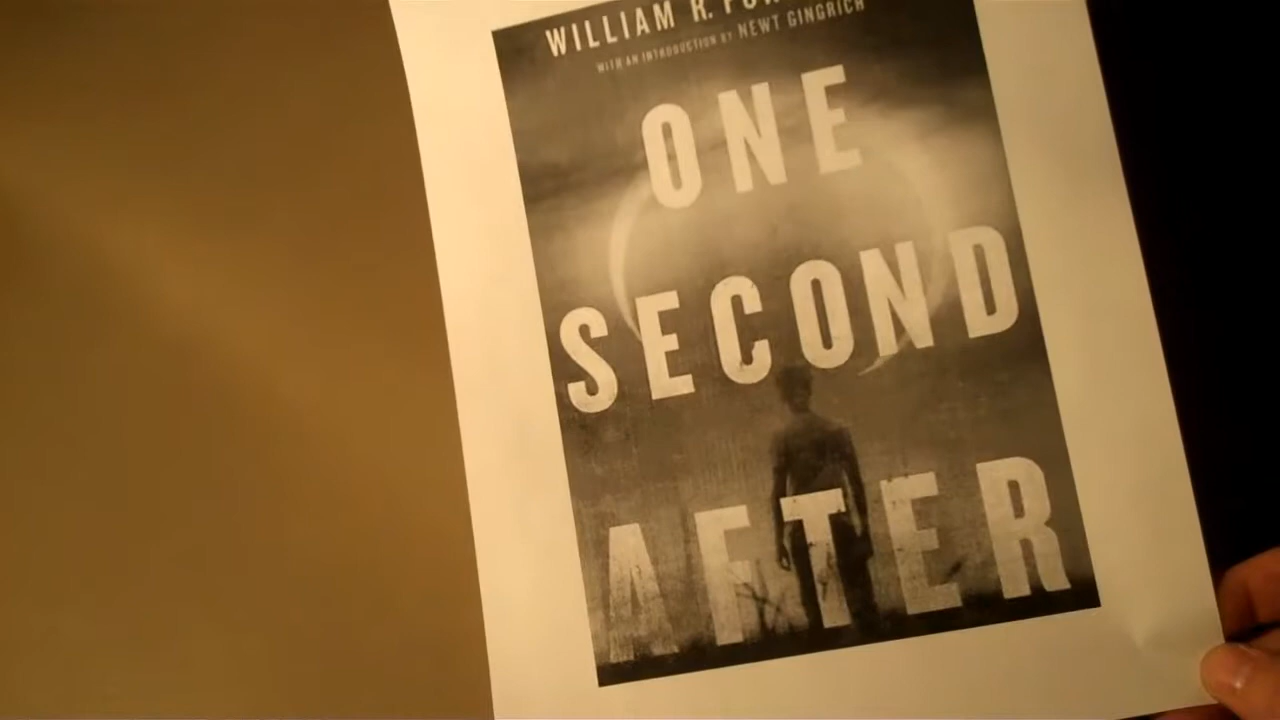 WILLIAM R.
WITH AN INTRODUCTION BY NEWT GINGRICH
ONE
SECOND
AFTER